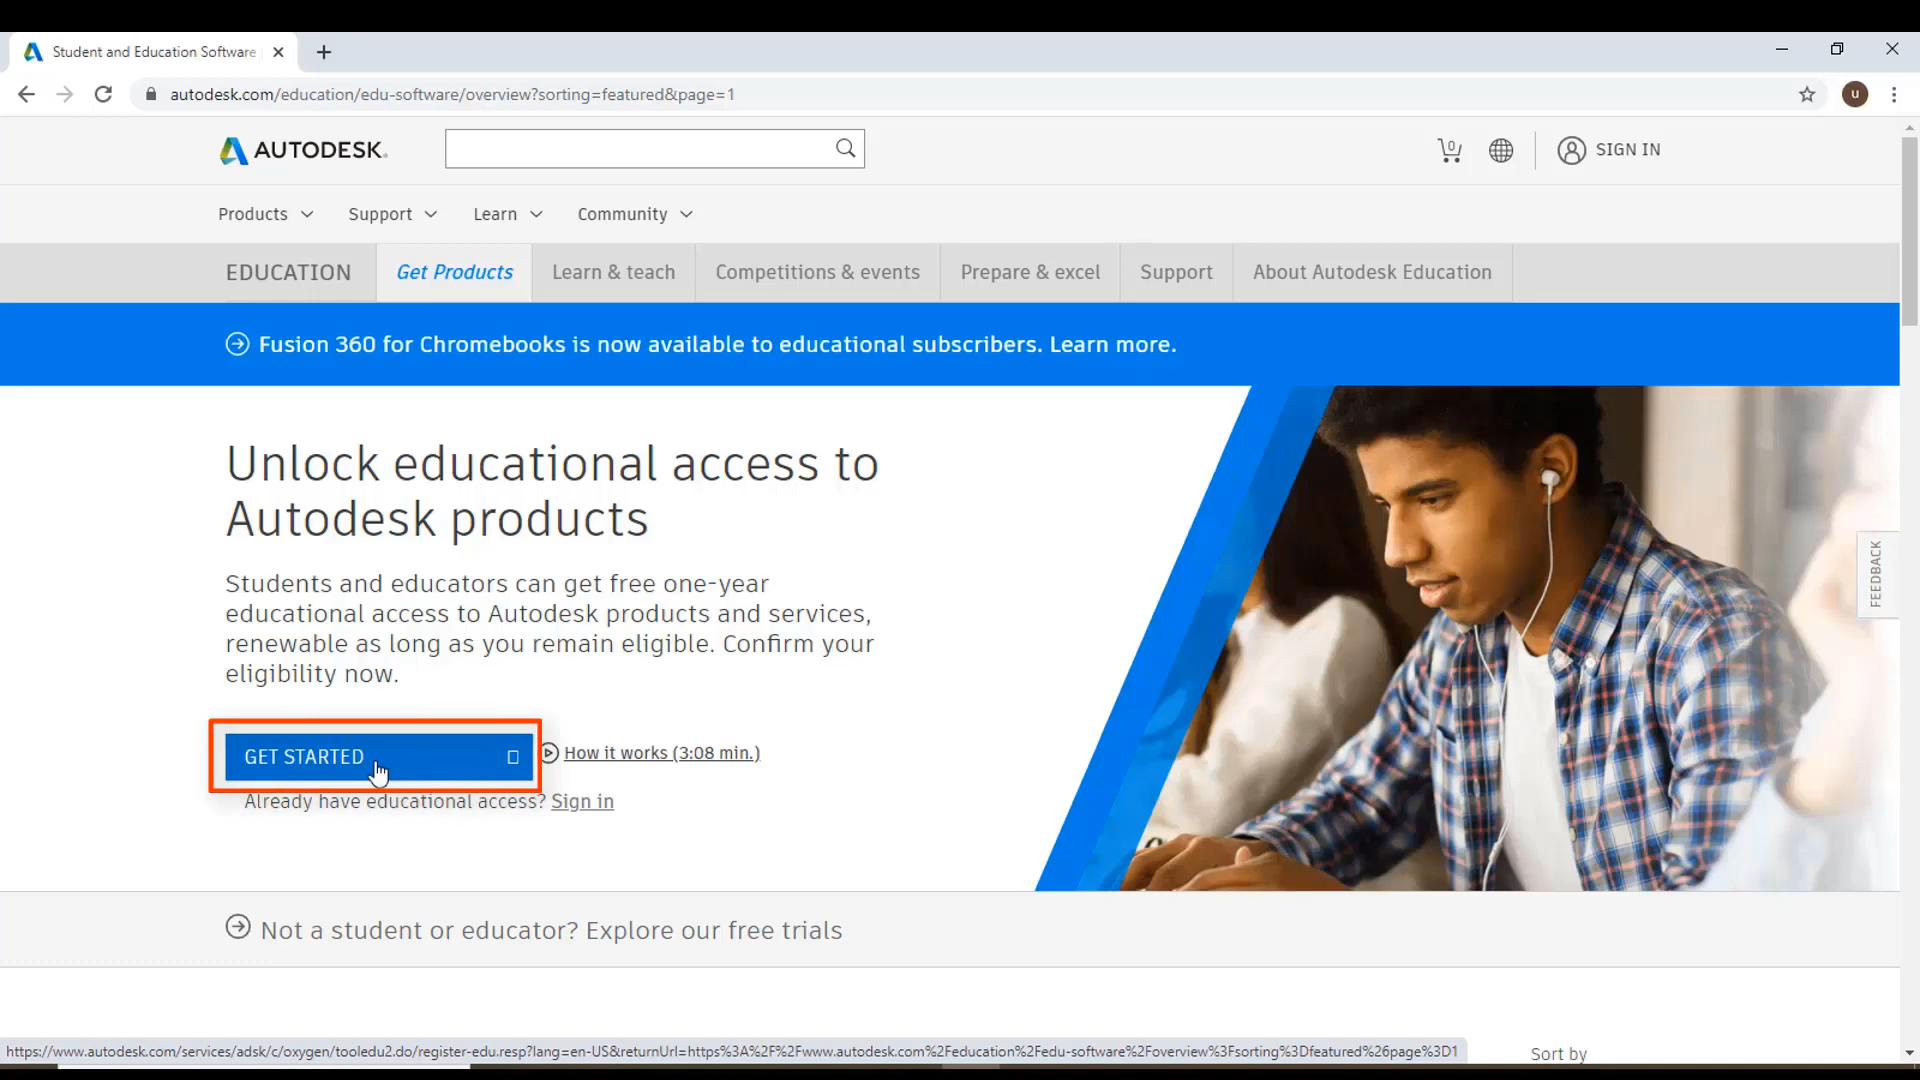 Student and Education Software
autodesk.com/education/edu-software/overview?sorting=featured&page=1
u
AUTODESK
0
SIGN IN
Products
Support
Learn
Community
EDUCATION
Get Products
Learn & teach
Competitions & events
Prepare & excel
Support
About Autodesk Education
Fusion 360 for Chromebooks is now available to educational subscribers. Learn more.
Unlock educational access to
Autodesk products
Students and educators can get free one-year
educational access to Autodesk products and services,
renewable as long as you remain eligible. Confirm your
eligibility now.
GET STARTED
How it works (3:08 min.)
Already have educational access? Sign in
FEEDBACK
Not a student or educator? Explore our free trials
https://www.autodesk.com/services/adsk/c/oxygen/tooledu2.do/register-edu.resp?lang=en-US&returnUrl=https%3A%2F%2Fwww.autodesk.com%2Feducation%2Fedu-software%2Foverview%3Fsorting%3Dfeatured%26page%3D1
Sort by